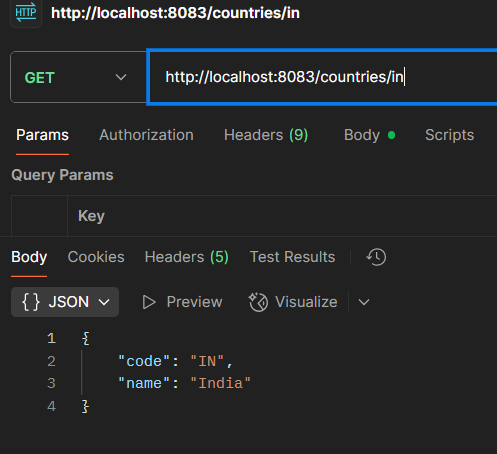 HTTP http://localhost:8083/countries/in
GET http://localhost:8083/countries/in
Params Authorization Headers (9) Body Scripts
Query Params
Key
Body Cookies Headers (5) Test Results
{ } JSON Preview Visualize
1 {
2 "code": "IN",
3 "name": "India"
4 }